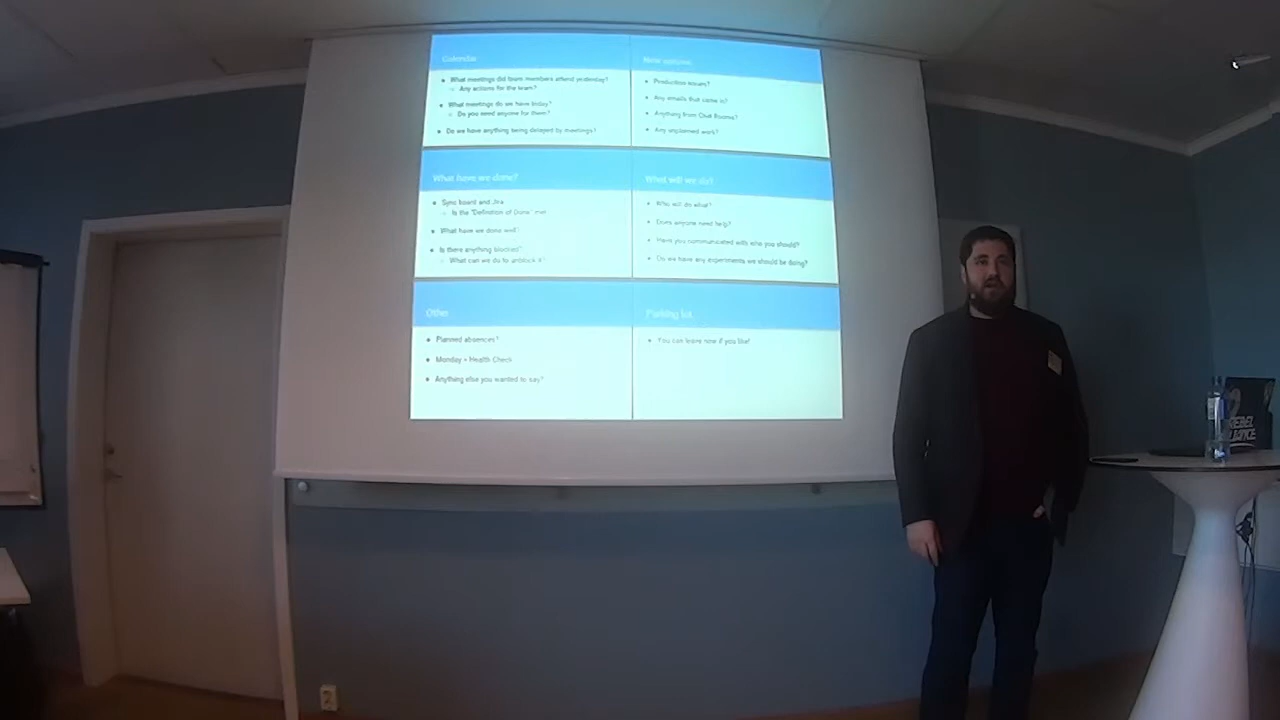 Calendar
What meetings did team members attend yesterday?
Any actions for the team?
What meetings do we have today?
Do you need anyone for them?
Do we have anything being delayed by meetings?
Production issues?
Any emails that came in?
Anything from Chat Rooms?
Any unplanned work?
What have we done?
Sync board and Jira
Is the "Definition of Done" met
What have we done well?
Is there anything blocked?
What can we do to unblock it?
What will we do?
Who will do what?
Does anyone need help?
Have you communicated with else you should?
Do we have any experiments we should be doing?
Other
Planned absences?
Monday - Health Check
Anything else you wanted to say?
Parking lot
You can leave now if you like!
REBEL